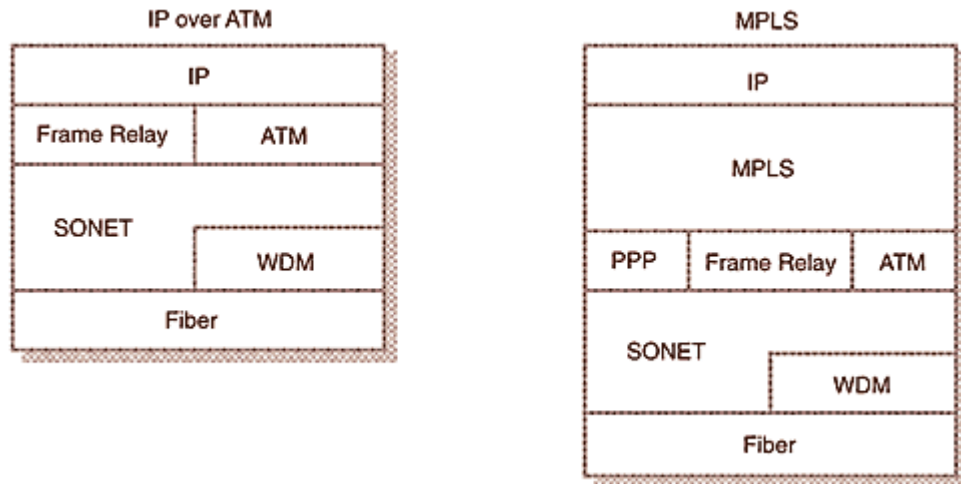 IP over ATM
IP
Frame Relay
ATM
SONET
WDM
Fiber
MPLS
IP
MPLS
PPP
Frame Relay
ATM
SONET
WDM
Fiber